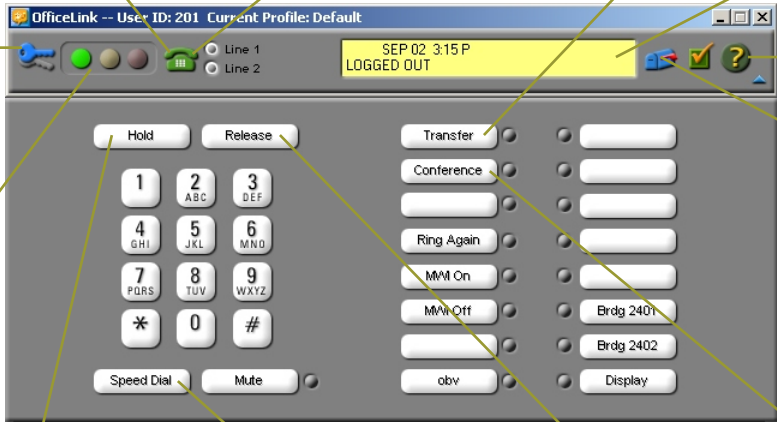 OfficeLink -- User ID: 201 Current Profile: Default
Line 1
Line 2
SEP 02 3:15 P
LOGGED OUT
?
Hold
Release
1
2
ABC
3
DEF
4
GHI
5
JKL
6
MNO
7
PQRS
8
TUV
9
WXYZ
*
0
#
Speed Dial
Mute
Transfer
Conference
Ring Again
MWI On
MWI Off
obv
Brdg 2401
Brdg 2402
Display